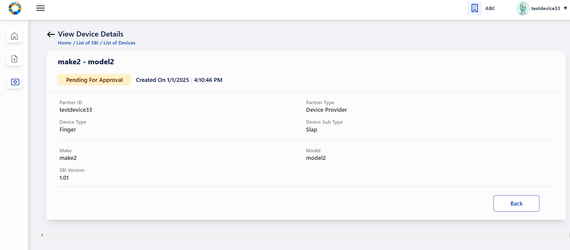 ABC
testdevice33
View Device Details
Home / List of SBI / List of Devices
make2 - model2
Pending For Approval
Created On 1/1/2025 | 4:10:46 PM
Partner ID
testdevice33
Partner Type
Device Provider
Device Type
Finger
Device Sub Type
Slap
Make
make2
Model
model2
SBI Version
1.01
Back